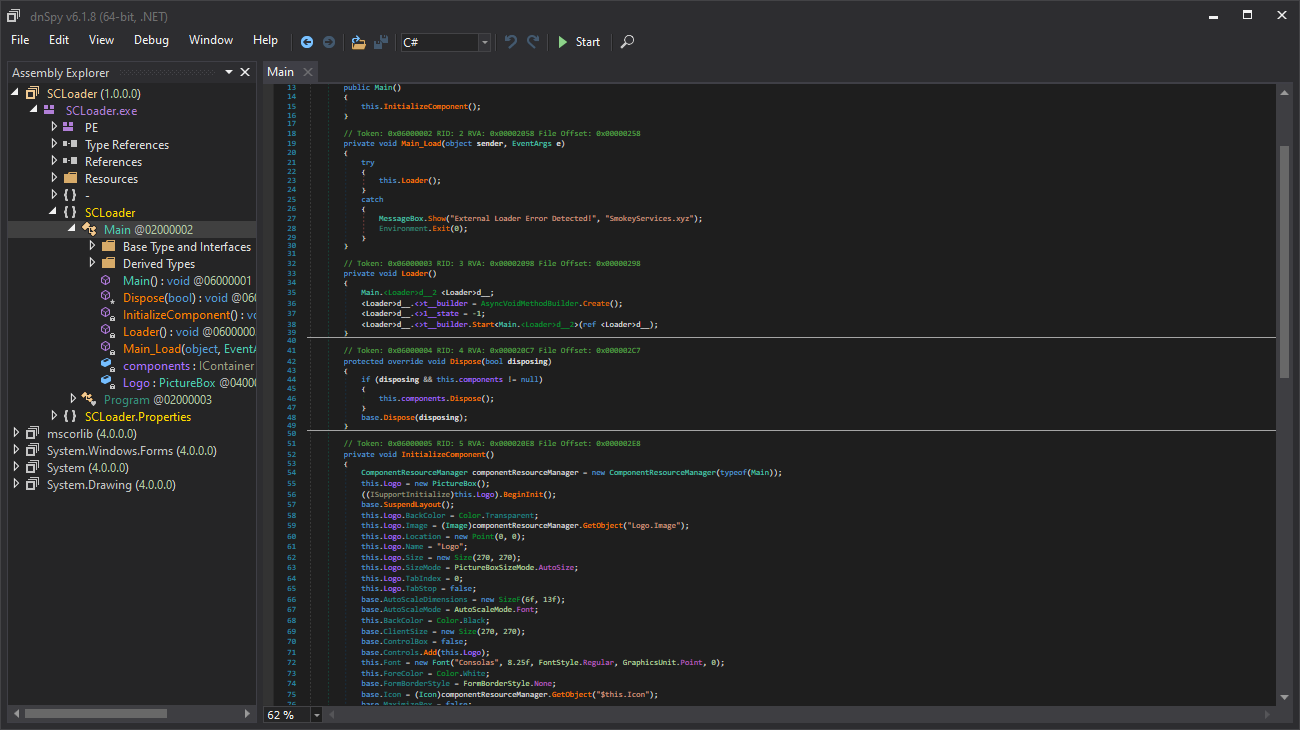 dnSpy v6.1.8 (64-bit, .NET)
File Edit View Debug Window Help C# Start
Assembly Explorer
SCLoader (1.0.0.0)
SCLoader.exe
PE
Type References
References
Resources
{ } -
{ } SCLoader
Main @02000002
Base Type and Interfaces
Derived Types
Main() : void @06000001
Dispose(bool) : void @060
InitializeComponent() : vo
Loader() : void @0600000
Main_Load(object, EventA
components : IContainer
Logo : PictureBox @0400
Program @02000003
{ } SCLoader.Properties
mscorlib (4.0.0.0)
System.Windows.Forms (4.0.0.0)
System (4.0.0.0)
System.Drawing (4.0.0.0)
Main
13 public Main()
14 {
15 this.InitializeComponent();
16 }
17
18 // Token: 0x06000002 RID: 2 RVA: 0x00002058 File Offset: 0x00000258
19 private void Main_Load(object sender, EventArgs e)
20 {
21 try
22 {
23 this.Loader();
24 }
25 catch
26 {
27 MessageBox.Show("External Loader Error Detected!", "SmokeyServices.xyz");
28 Environment.Exit(0);
29 }
30 }
31
32 // Token: 0x06000003 RID: 3 RVA: 0x00002098 File Offset: 0x00000298
33 private void Loader()
34 {
35 Main.<Loader>d__2 <Loader>d__;
36 <Loader>d__.<>t__builder = AsyncVoidMethodBuilder.Create();
37 <Loader>d__.<>1__state = -1;
38 <Loader>d__.<>t__builder.Start<Main.<Loader>d__2>(ref <Loader>d__);
39 }
40
41 // Token: 0x06000004 RID: 4 RVA: 0x000020C7 File Offset: 0x000002C7
42 protected override void Dispose(bool disposing)
43 {
44 if (disposing && this.components != null)
45 {
46 this.components.Dispose();
47 }
48 base.Dispose(disposing);
49 }
50
51 // Token: 0x06000005 RID: 5 RVA: 0x000020E8 File Offset: 0x000002E8
52 private void InitializeComponent()
53 {
54 ComponentResourceManager componentResourceManager = new ComponentResourceManager(typeof(Main));
55 this.Logo = new PictureBox();
56 ((ISupportInitialize)this.Logo).BeginInit();
57 base.SuspendLayout();
58 this.Logo.BackColor = Color.Transparent;
59 this.Logo.Image = (Image)componentResourceManager.GetObject("Logo.Image");
60 this.Logo.Location = new Point(0, 0);
61 this.Logo.Name = "Logo";
62 this.Logo.Size = new Size(270, 270);
63 this.Logo.SizeMode = PictureBoxSizeMode.AutoSize;
64 this.Logo.TabIndex = 0;
65 this.Logo.TabStop = false;
66 base.AutoScaleDimensions = new SizeF(6f, 13f);
67 base.AutoScaleMode = AutoScaleMode.Font;
68 this.BackColor = Color.Black;
69 base.ClientSize = new Size(270, 270);
70 base.ControlBox = false;
71 base.Controls.Add(this.Logo);
72 this.Font = new Font("Consolas", 8.25f, FontStyle.Regular, GraphicsUnit.Point, 0);
73 this.ForeColor = Color.White;
74 base.FormBorderStyle = FormBorderStyle.None;
75 base.Icon = (Icon)componentResourceManager.GetObject("$this.Icon");
76 base.MaximizeBox = false;
62 %